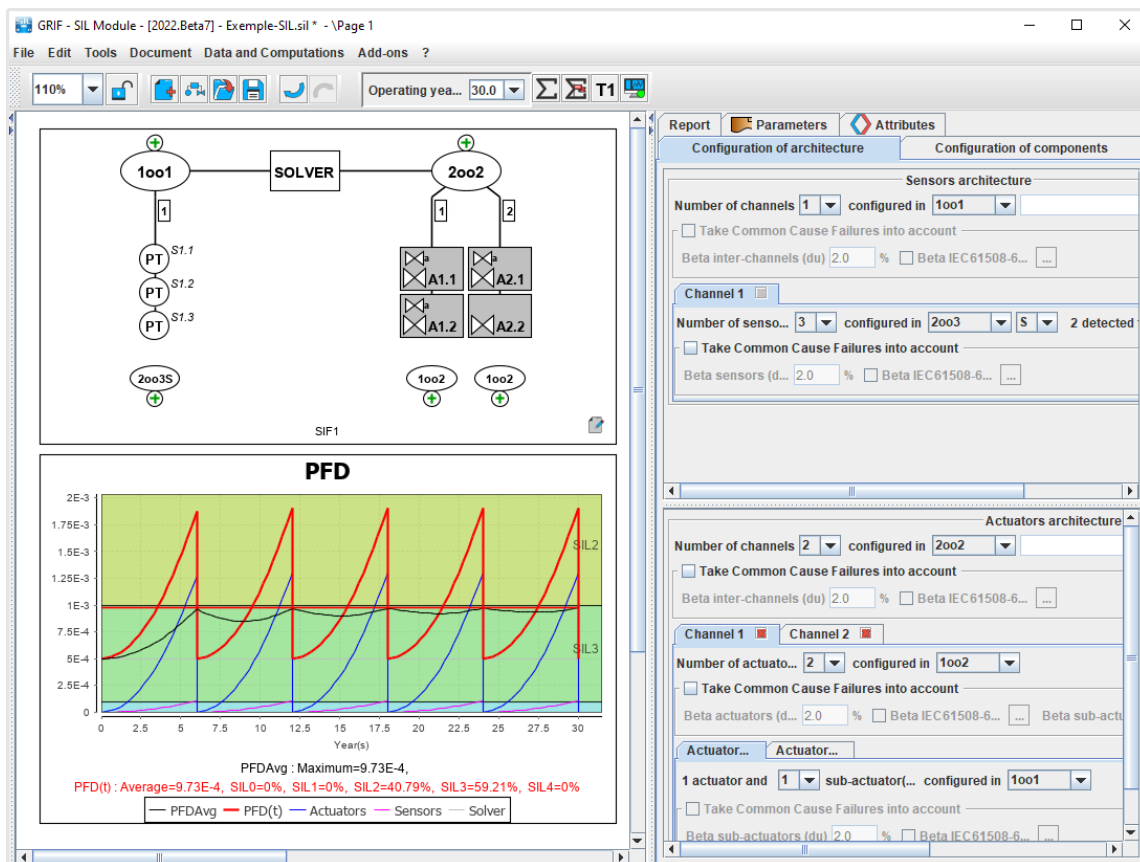 GRIF - SIL Module - [2022.Beta7] - Exemple-SIL.sil * - \Page 1
File Edit Tools Document Data and Computations Add-ons ?
110% Operating yea... 30.0 T1
1oo1 SOLVER 2oo2
1 1 2
PT S1.1
PT S1.2
PT S1.3
a A1.1 a A2.1
a A1.2 A2.2
2oo3S 1oo2 1oo2
SIF1
PFD
2E-3
1.75E-3
1.5E-3
SIL2
1.25E-3
1E-3
7.5E-4
SIL3
5E-4
2.5E-4
0
0 2.5 5 7.5 10 12.5 15 17.5 20 22.5 25 27.5 30
Year(s)
PFDAvg : Maximum=9.73E-4,
PFD(t) : Average=9.73E-4, SIL0=0%, SIL1=0%, SIL2=40.79%, SIL3=59.21%, SIL4=0%
PFDAvg PFD(t) Actuators Sensors Solver
Report Parameters Attributes
Configuration of architecture Configuration of components
Sensors architecture
Number of channels 1 configured in 1oo1
Take Common Cause Failures into account
Beta inter-channels (du) 2.0 % Beta IEC61508-6... ...
Channel 1
Number of senso... 3 configured in 2oo3 S 2 detected
Take Common Cause Failures into account
Beta sensors (d... 2.0 % Beta IEC61508-6... ...
Actuators architecture
Number of channels 2 configured in 2oo2
Take Common Cause Failures into account
Beta inter-channels (du) 2.0 % Beta IEC61508-6... ...
Channel 1 Channel 2
Number of actuato... 2 configured in 1oo2
Take Common Cause Failures into account
Beta actuators (d... 2.0 % Beta IEC61508-6... ... Beta sub-actu
Actuator... Actuator...
1 actuator and 1 sub-actuator(... configured in 1oo1
Take Common Cause Failures into account
Beta sub-actuators (du) 2.0 % Beta IEC61508-6... ...